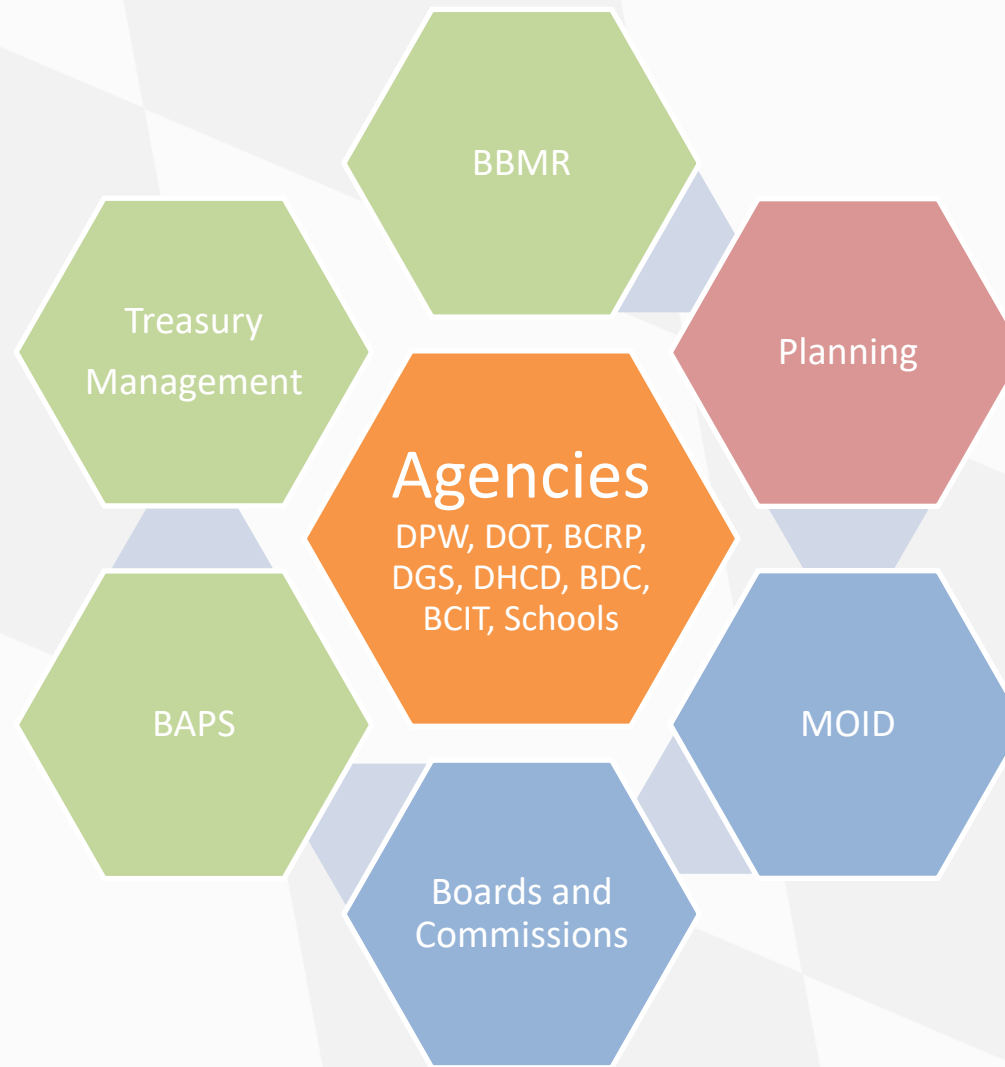 BBMR
Treasury
Management
Planning
Agencies
DPW, DOT, BCRP,
DGS, DHCD, BDC,
BCIT, Schools
BAPS
MOID
Boards and
Commissions